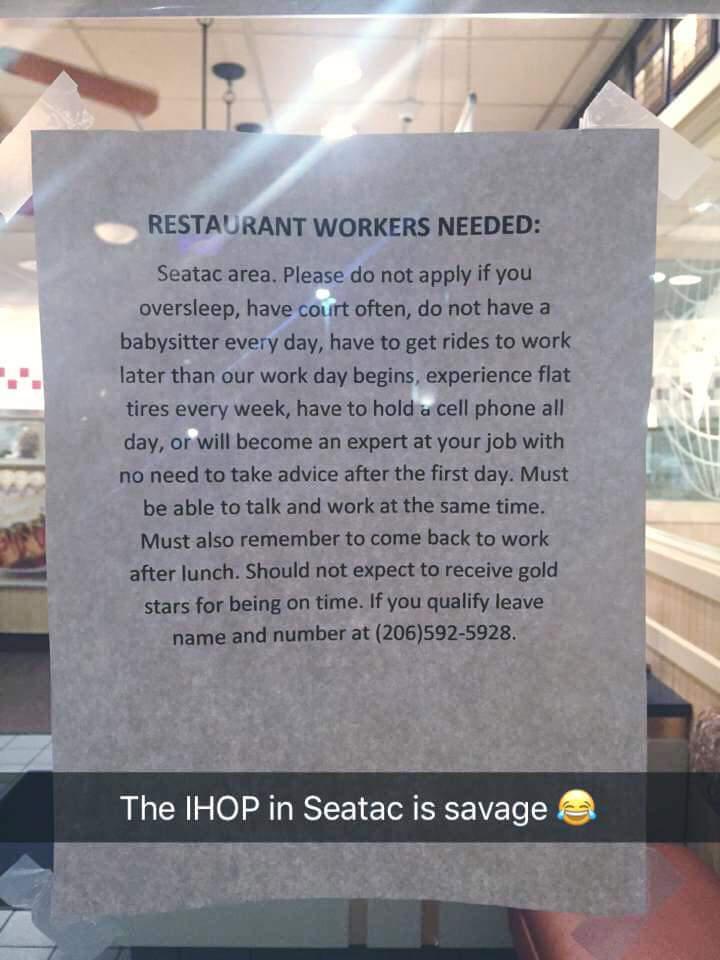 RESTAURANT WORKERS NEEDED:
Seatac area. Please do not apply if you
oversleep, have court often, do not have a
babysitter every day, have to get rides to work
later than our work day begins, experience flat
tires every week, have to hold a cell phone all
day, or will become an expert at your job with
no need to take advice after the first day. Must
be able to talk and work at the same time.
Must also remember to come back to work
after lunch. Should not expect to receive gold
stars for being on time. If you qualify leave
name and number at (206)592-5928.
The IHOP in Seatac is savage 😂